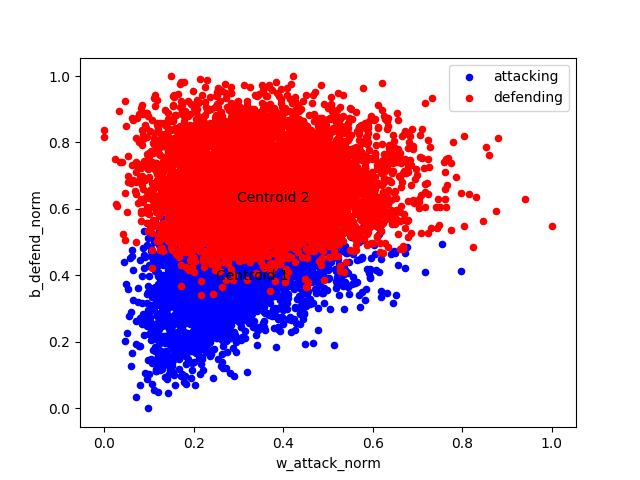 attacking
defending
1.0
0.8
0.6
0.4
0.2
0.0
b_defend_norm
Centroid 2
Centroid 1
0.0 0.2 0.4 0.6 0.8 1.0
w_attack_norm